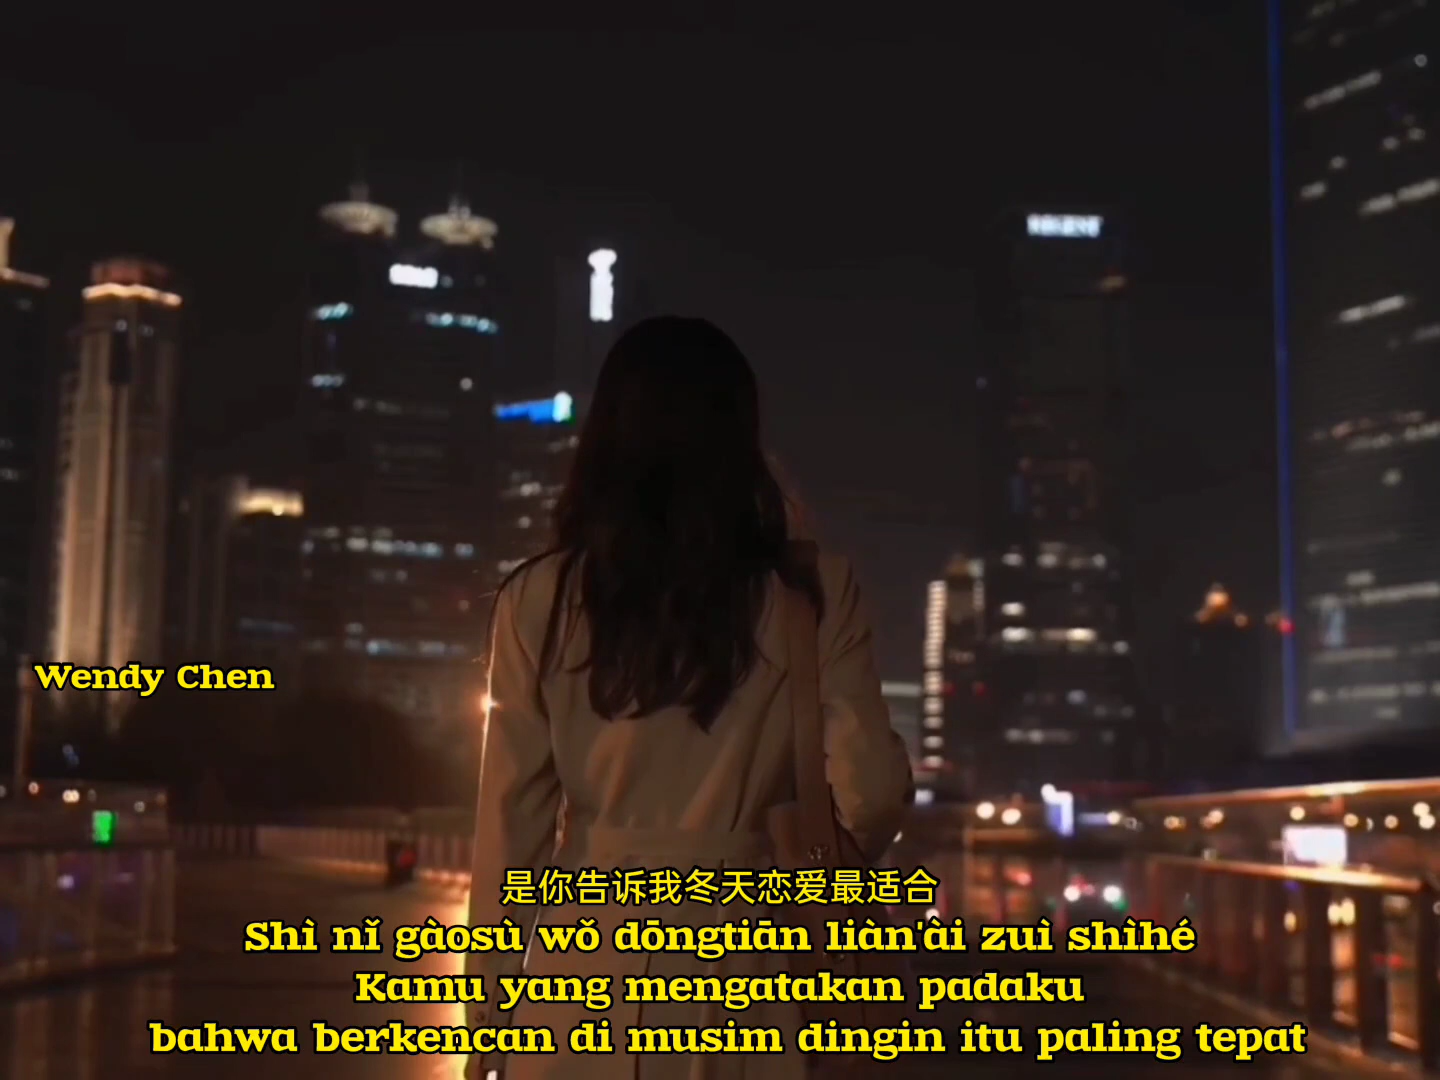 Wendy Chen
是你告诉我冬天恋爱最适合
Shì nǐ gàosù wǒ dōngtiān liàn'ài zuì shìhé
Kamu yang mengatakan padaku
bahwa berkencan di musim dingin itu paling tepat